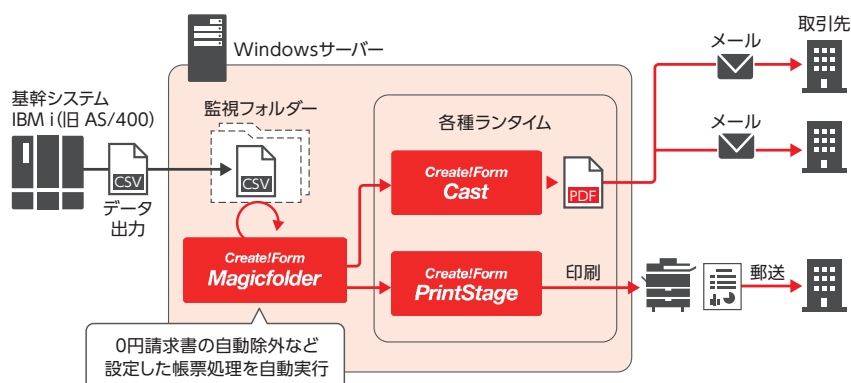 取引先
メール
Windowsサーバー
基幹システム
IBM i(旧 AS/400)
監視フォルダー
各種ランタイム
メール
CSV
CSV
データ
出力
Create!Form
Cast
PDF
Create!Form
Magicfolder
Create!Form
PrintStage
印刷
郵送
0円請求書の自動除外など
設定した帳票処理を自動実行